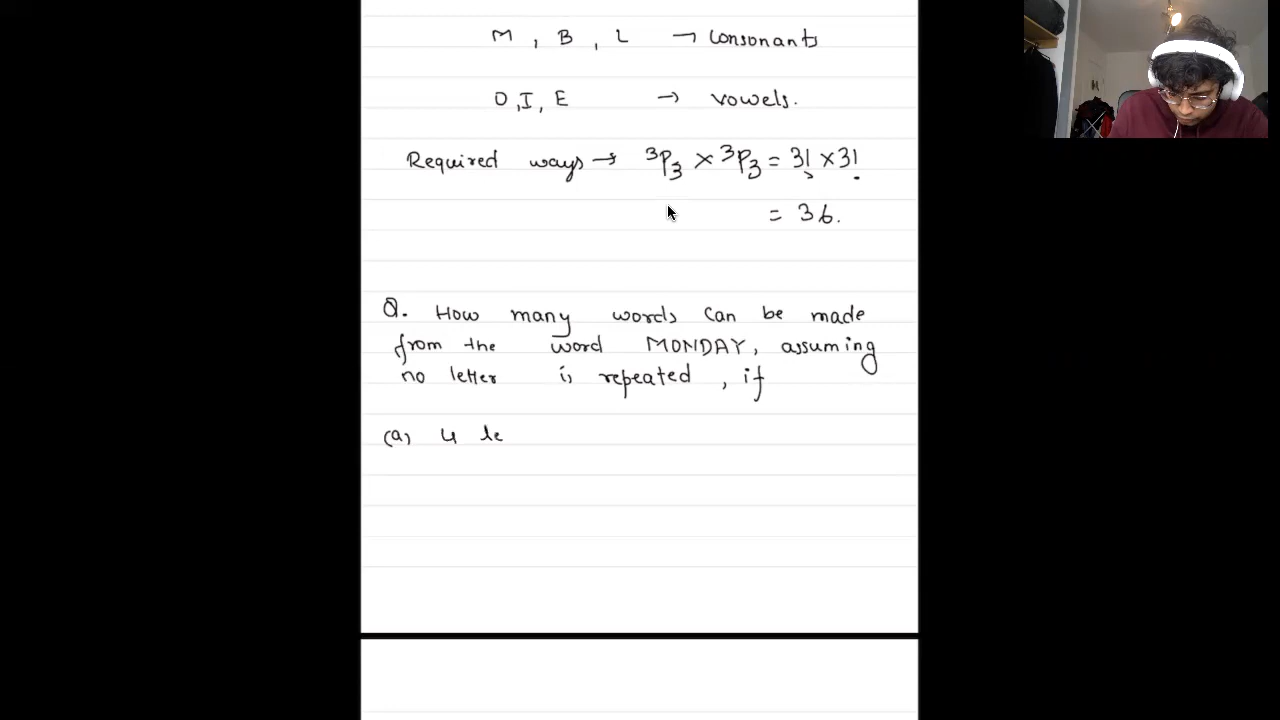 M , B , L → Consonants
O , I , E → vowels.
Required ways → ³P₃ × ³P₃ = 3! × 3!
= 36.
Q. How many words can be made
from the word MONDAY, assuming
no letter is repeated , if
(a) 4 le